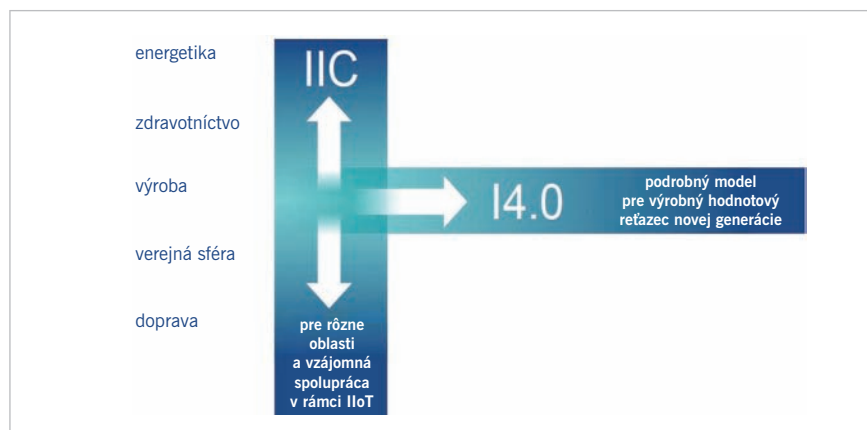 energetika
zdravotníctvo
výroba
verejná sféra
doprava
IIC
pre rôzne
oblasti
a vzájomná
spolupráca
v rámci IIoT
I4.0
podrobný model
pre výrobný hodnotový
reťazec novej generácie